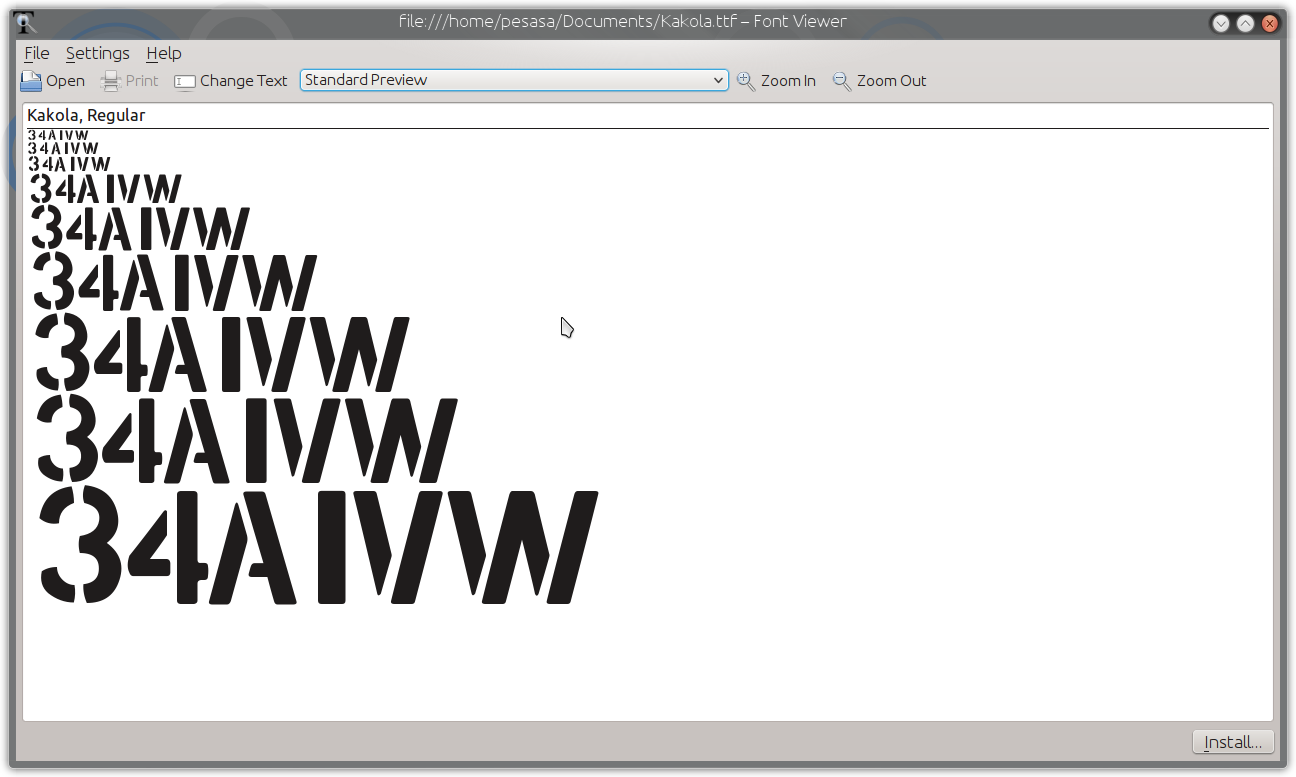 file:///home/pesasa/Documents/Kakola.ttf – Font Viewer
File Settings Help
Open Print Change Text Standard Preview Zoom In Zoom Out
Kakola, Regular
34AIVW
34AIVW
34AIVW
34AIVW
34AIVW
34AIVW
34AIVW
34AIVW
34AIVW
Install...